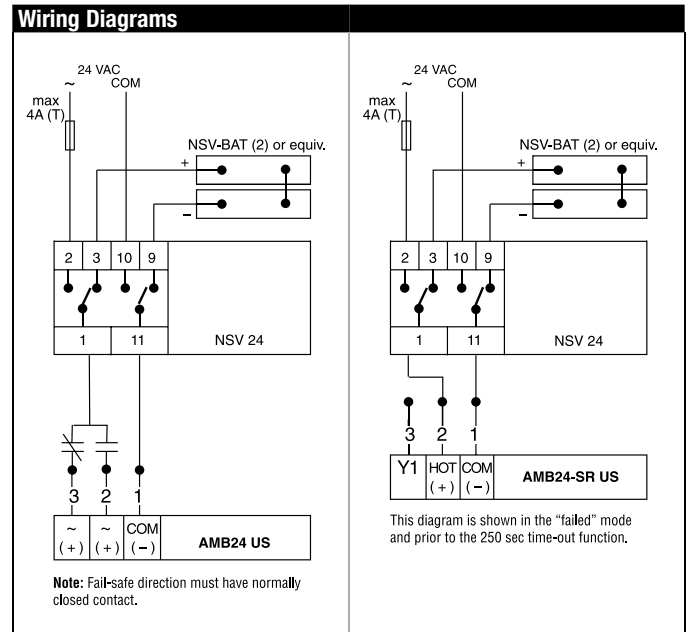 Wiring Diagrams
24 VAC
~ COM
max
4A (T)
NSV-BAT (2) or equiv.
+
–
2 3 10 9
1 11 NSV 24
3 2 1
~ ~ COM
(+) (+) (–) AMB24 US
Note: Fail-safe direction must have normally
closed contact.
24 VAC
~ COM
max
4A (T)
NSV-BAT (2) or equiv.
+
–
2 3 10 9
1 11 NSV 24
3 2 1
Y1 HOT COM AMB24-SR US
(+) (–)
This diagram is shown in the “failed” mode
and prior to the 250 sec time-out function.